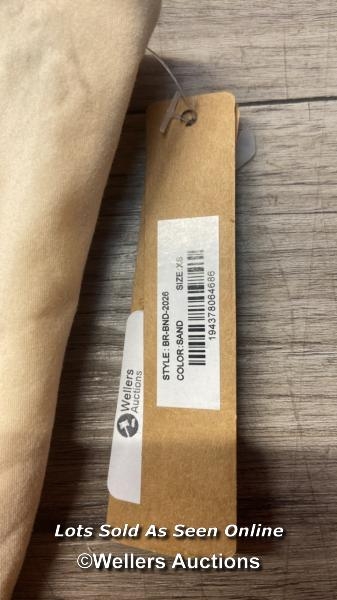 STYLE : BR-BND-2026
SIZE.XS
COLOR:SAND
194378064686
Wellers
Auctions
Lots Sold As Seen Online
©Wellers Auctions